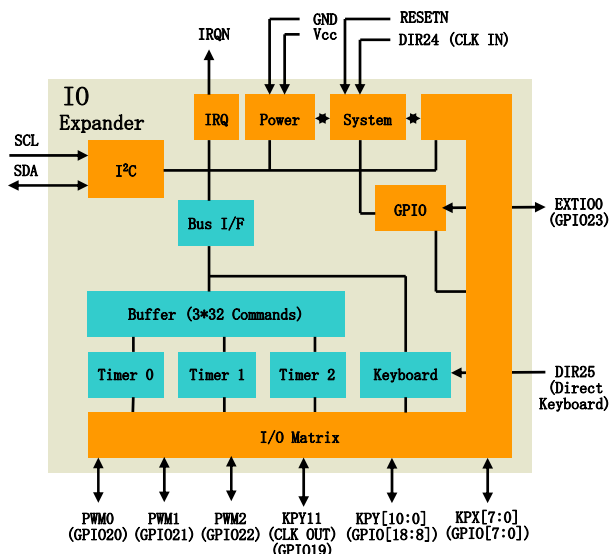 IRQN
GND
Vcc
RESETN
DIR24 (CLK IN)
IO
Expander
IRQ
Power
System
SCL
SDA
I²C
GPIO
EXTIO0
(GPIO23)
Bus I/F
Buffer (3*32 Commands)
Timer 0
Timer 1
Timer 2
Keyboard
DIR25
(Direct
Keyboard)
I/O Matrix
PWM0
(GPIO20)
PWM1
(GPIO21)
PWM2
(GPIO22)
KPY11
(CLK OUT)
(GPIO19)
KPY[10:0]
(GPIO[18:8])
KPX[7:0]
(GPIO[7:0])